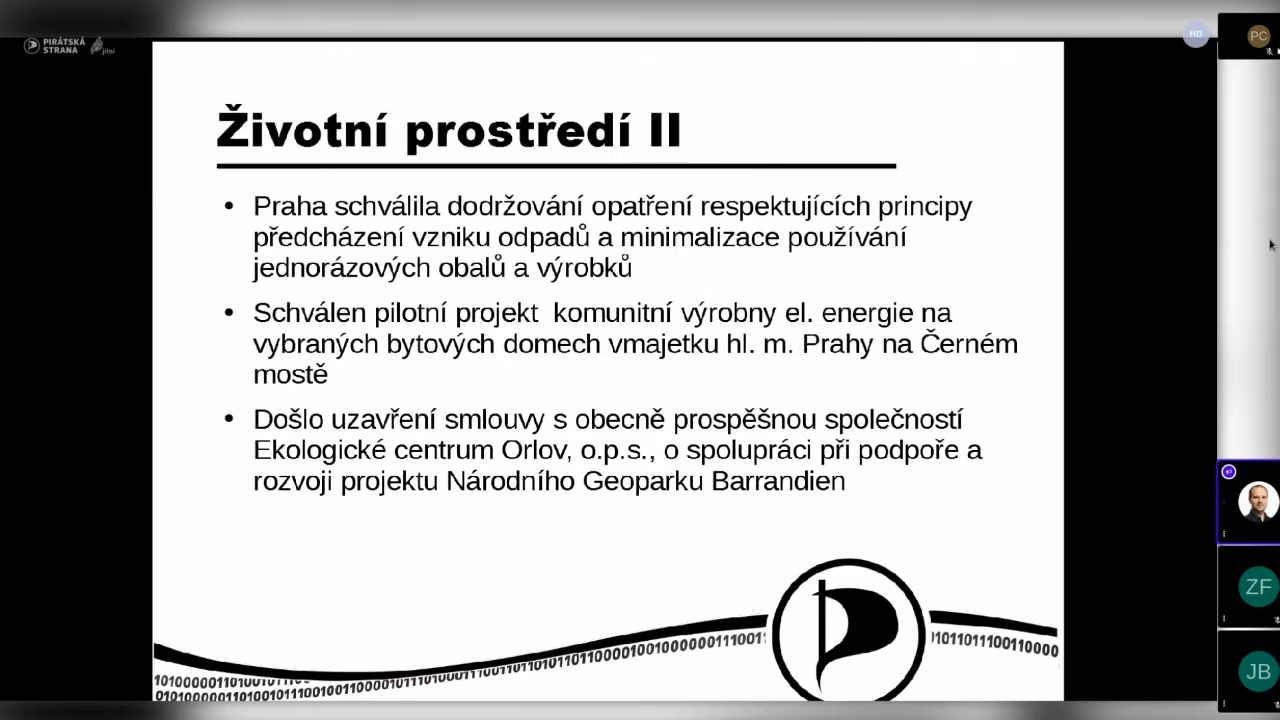 PIRÁTSKÁ
STRANA
jitsi
HD
PC
Životní prostředí II
• Praha schválila dodržování opatření respektujících principy
předcházení vzniku odpadů a minimalizace používání
jednorázových obalů a výrobků
• Schválen pilotní projekt  komunitní výrobny el. energie na
vybraných bytových domech vmajetku hl. m. Prahy na Černém
mostě
• Došlo uzavření smlouvy s obecně prospěšnou společností
Ekologické centrum Orlov, o.p.s., o spolupráci při podpoře a
rozvoji projektu Národního Geoparku Barrandien
ZF
JB